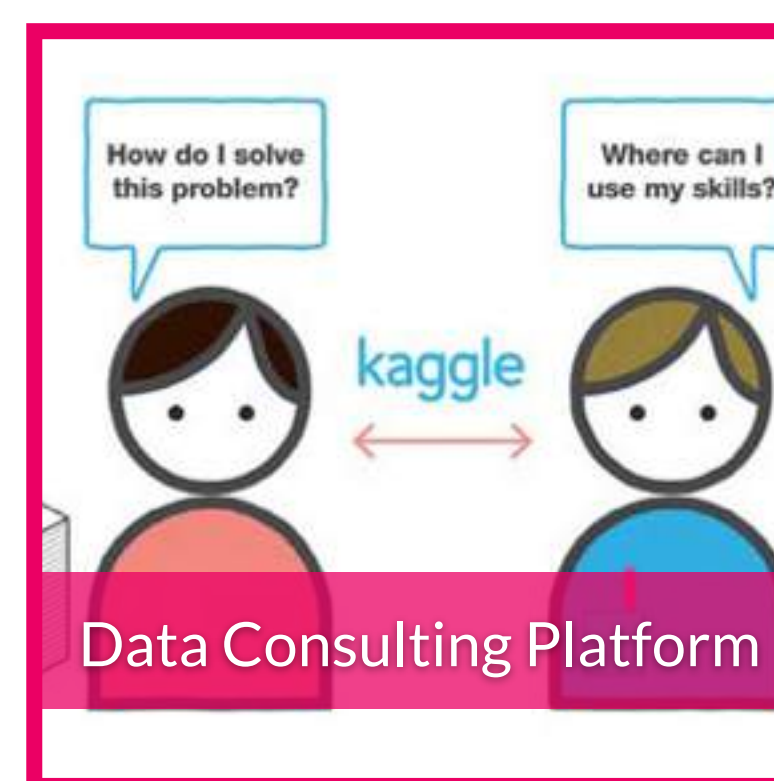 How do I solve
this problem?
Where can I
use my skills?
kaggle
Data Consulting Platform